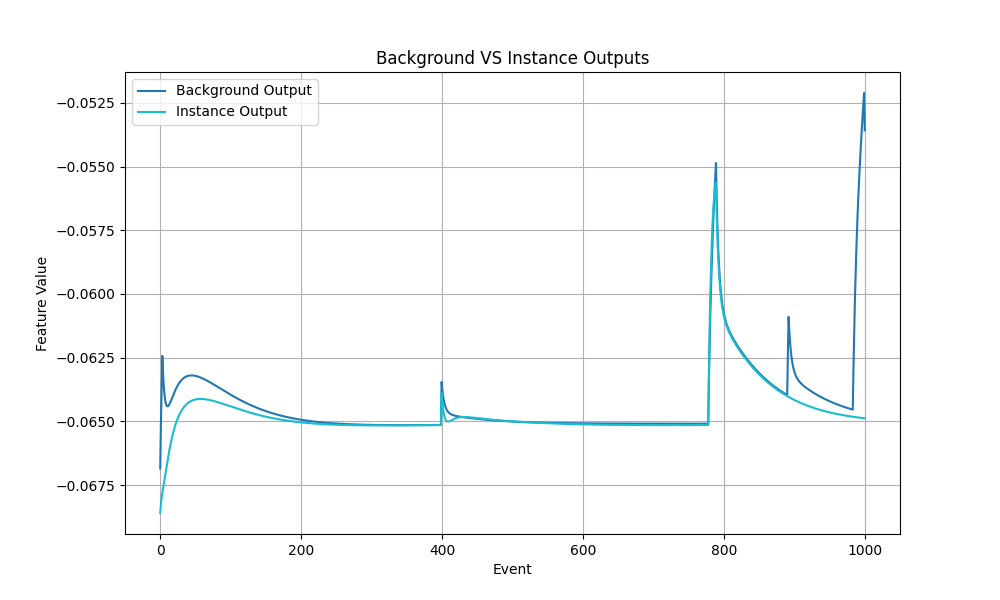 Background VS Instance Outputs
Background Output
Instance Output
−0.0525
−0.0550
−0.0575
−0.0600
−0.0625
−0.0650
−0.0675
Feature Value
0 200 400 600 800 1000
Event